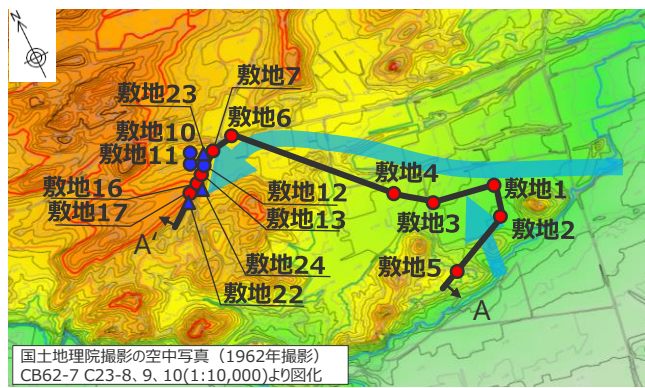 N
敷地7
敷地23
敷地6
敷地10
敷地11
敷地4
敷地1
敷地16
敷地12
敷地3
敷地17
敷地13
敷地2
A’
敷地24
敷地5
敷地22
A
国土地理院撮影の空中写真（1962年撮影）
CB62-7 C23-8、9、10(1:10,000)より図化